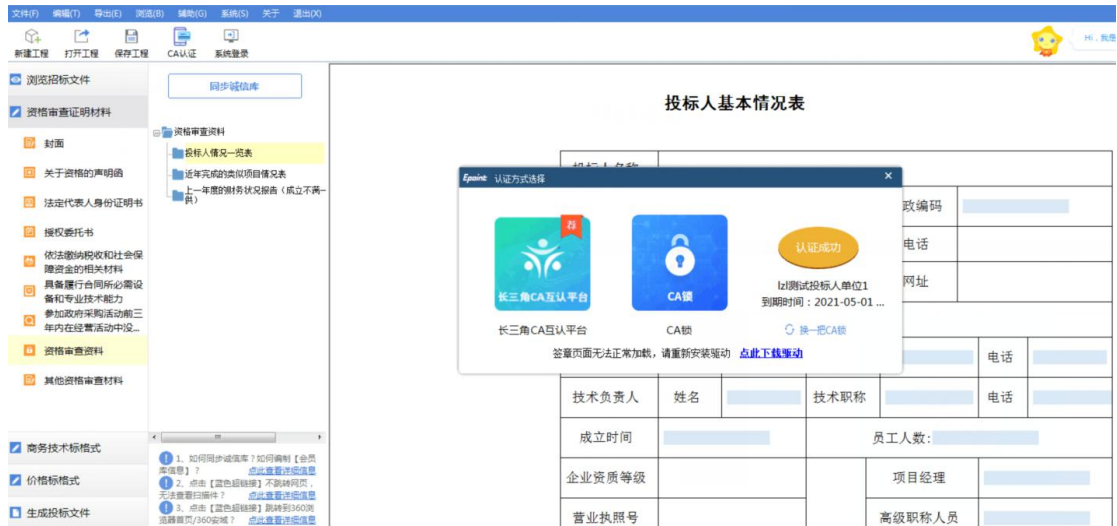 文件(F) 编辑(T) 导出(E) 浏览(B) 辅助(G) 系统(S) 关于 退出(X)
新建工程 打开工程 保存工程 CA认证 系统登录
Hi，我是
浏览招标文件
资格审查证明材料
封面
关于资格的声明函
法定代表人身份证明书
授权委托书
依法缴纳税收和社会保
障资金的相关材料
具备履行合同所必需设
备和专业技术能力
参加政府采购活动前三
年内在经营活动中没...
资格审查资料
其他资格审查材料
商务技术标格式
价格标格式
生成投标文件
同步诚信库
资格审查资料
投标人情况一览表
近年完成的类似项目情况表
上一年度的财务状况报告（成立不满一
供）
1、如何同步诚信库？如何编制【会员
库信息】？ 点此查看详细信息
2、点击【蓝色超链接】不跳转网页，
无法查看扫描件？ 点此查看详细信息
3、点击【蓝色超链接】跳转到360浏
览器首页/360安域？ 点此查看详细信息
投标人基本情况表
投标人名称
政编码
电话
网址
电话
技术负责人 姓名 技术职称 电话
成立时间 员工人数:
企业资质等级 项目经理
营业执照号 高级职称人员
Epoint 认证方式选择 ×
荐
长三角CA互认平台
长三角CA互认平台
CA锁
CA锁
认证成功
lzl测试投标人单位1
到期时间：2021-05-01 ...
换一把CA锁
签章页面无法正常加载，请重新安装驱动 点此下载驱动